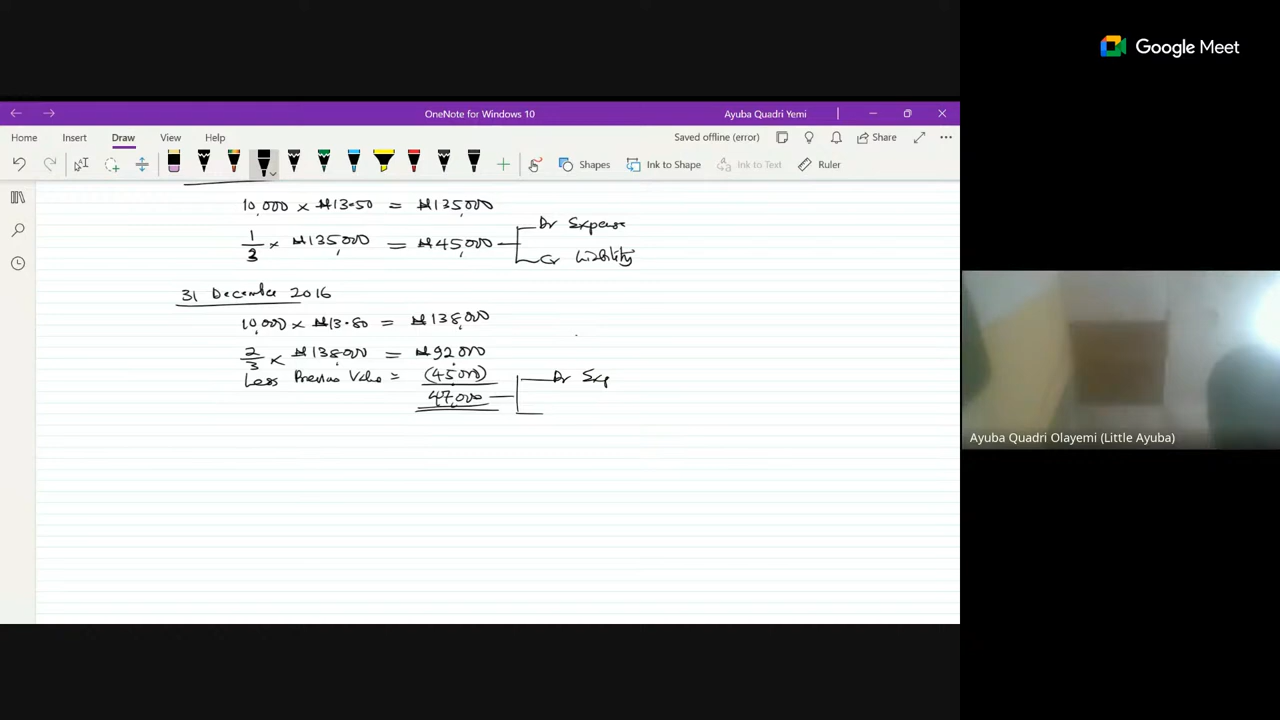 Google Meet
OneNote for Windows 10
Ayuba Quadri Yemi
Home Insert Draw View Help
Saved offline (error)
Share
Shapes
Ink to Shape
Ink to Text
Ruler
10,000 × ₦13.50 = ₦135,000
1/3 × ₦135,000 = ₦45,000
Dr Expense
Cr Liability
31 December 2016
10,000 × ₦13.80 = ₦138,000
2/3 × ₦138,000 = ₦92,000
Less Previous Value = (45,000)
47,000
Dr Exp
Ayuba Quadri Olayemi (Little Ayuba)